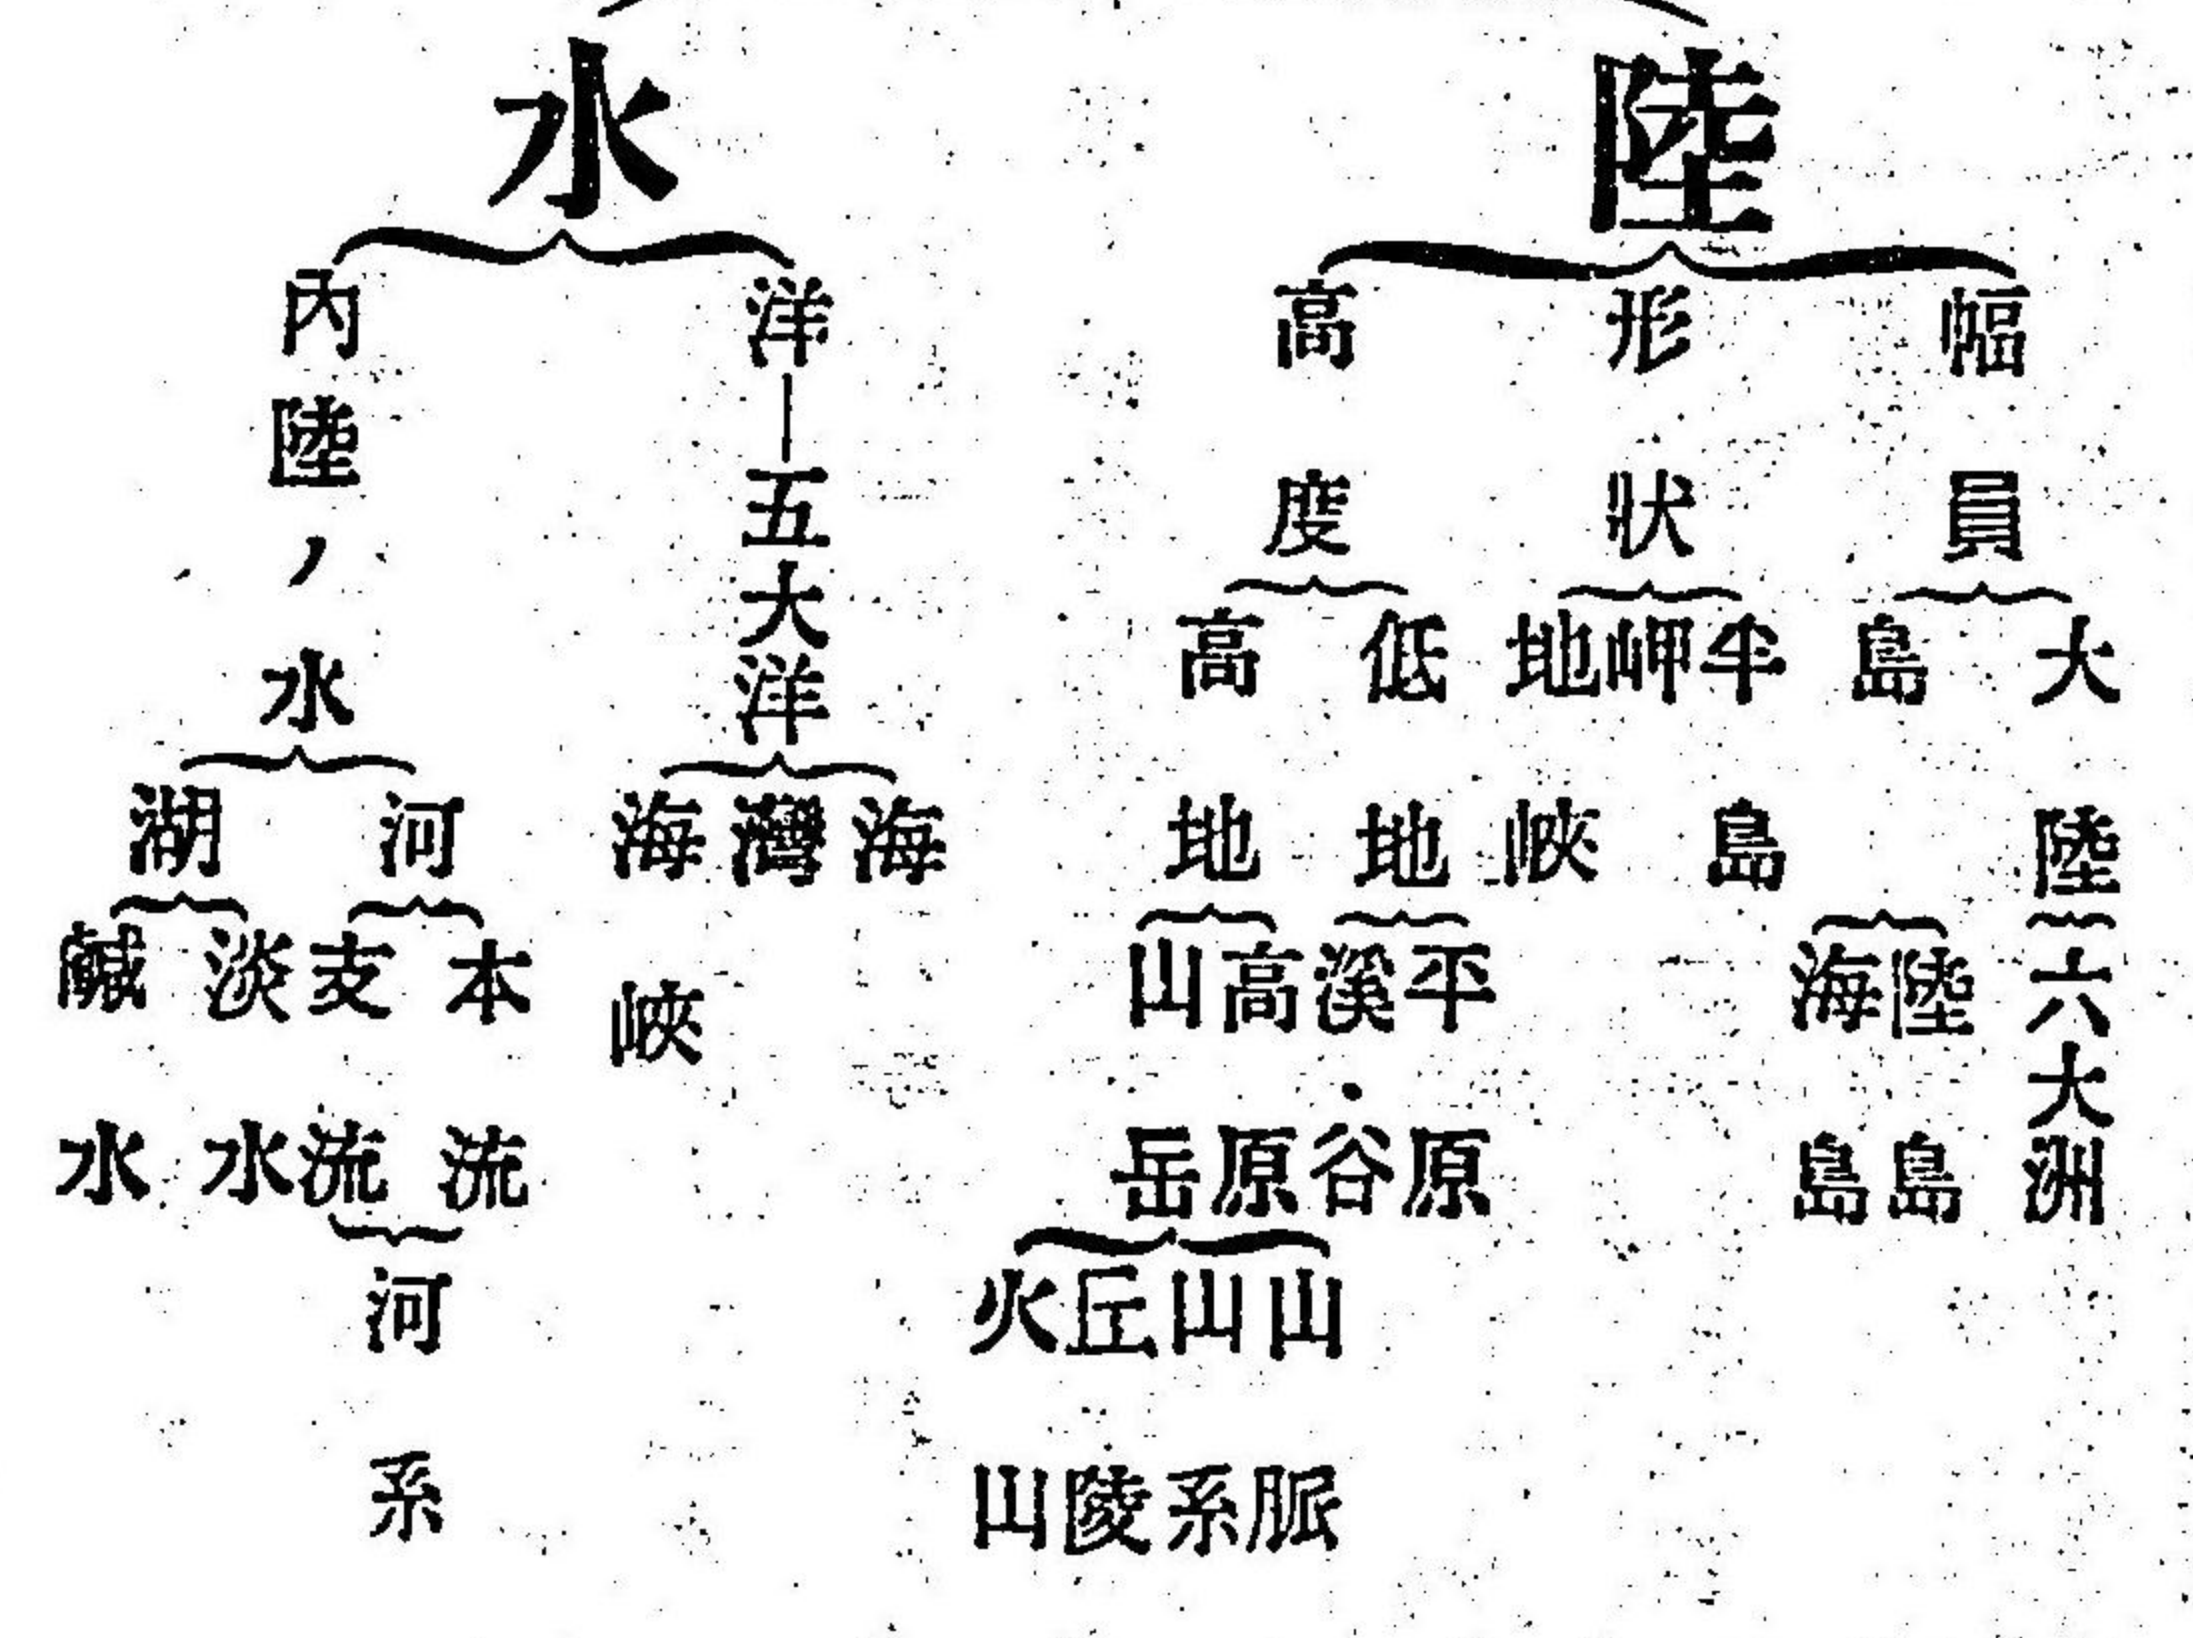 陸
幅員
大陸
六大洲
島
陸島
海島
形状
半島
岬
地峽
高度
低地
平原
溪谷
高地
高原
山岳
山脈
山系
丘陵
火山
水
洋―五大洋
海
灣
海峽
內陸ノ水
河
本流
支流
河系
湖
淡水
鹹水